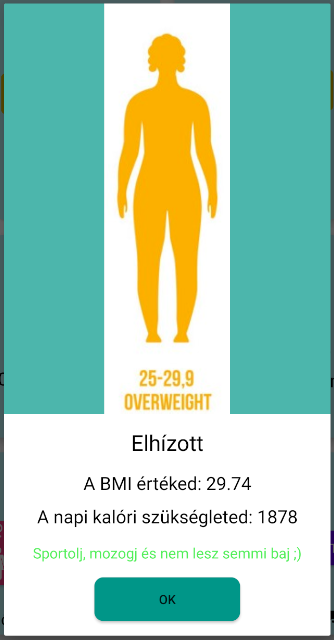 25-29,9
OVERWEIGHT
Elhízott
A BMI értéked: 29.74
A napi kalóri szükségleted: 1878
Sportolj, mozogj és nem lesz semmi baj ;)
OK